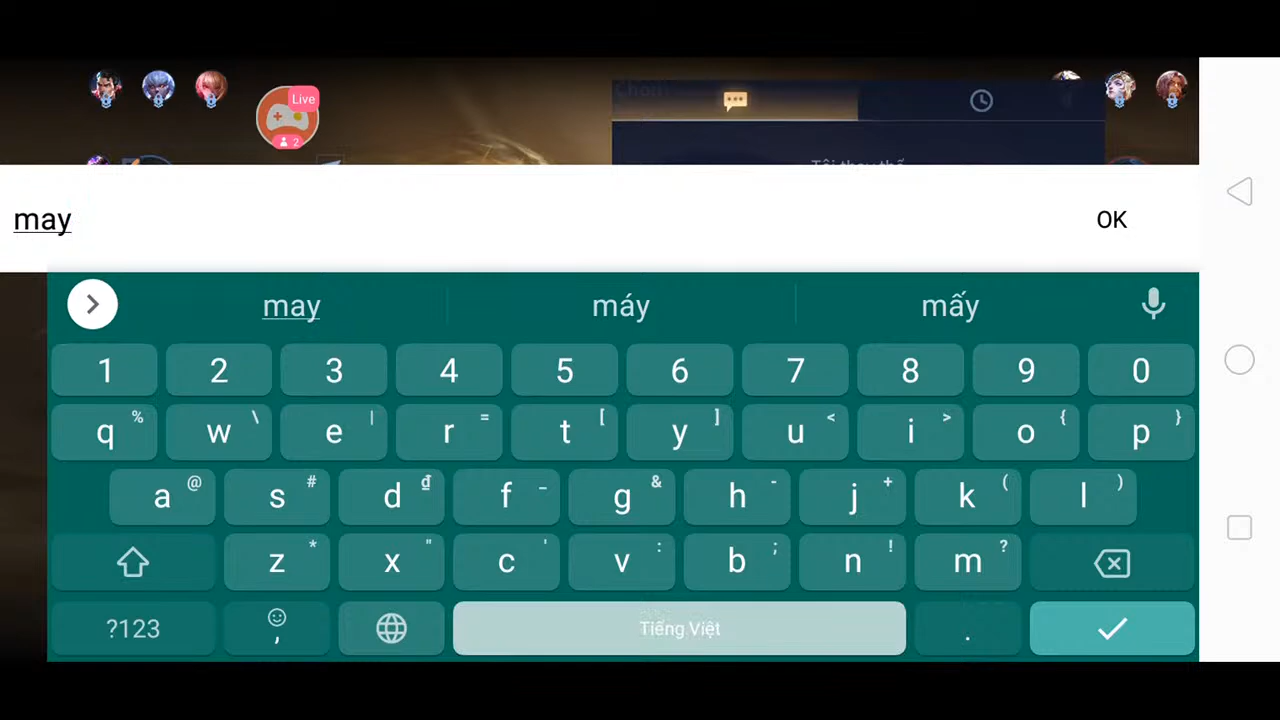 Live
2
may
OK
may máy mấy
1 2 3 4 5 6 7 8 9 0
q % w \ e | r = t [ y ] u < i > o { p }
a @ s # d ₫ f _ g & h - j + k ( l )
z * x " c ' v : b ; n ! m ?
?123 , Tiếng Việt .